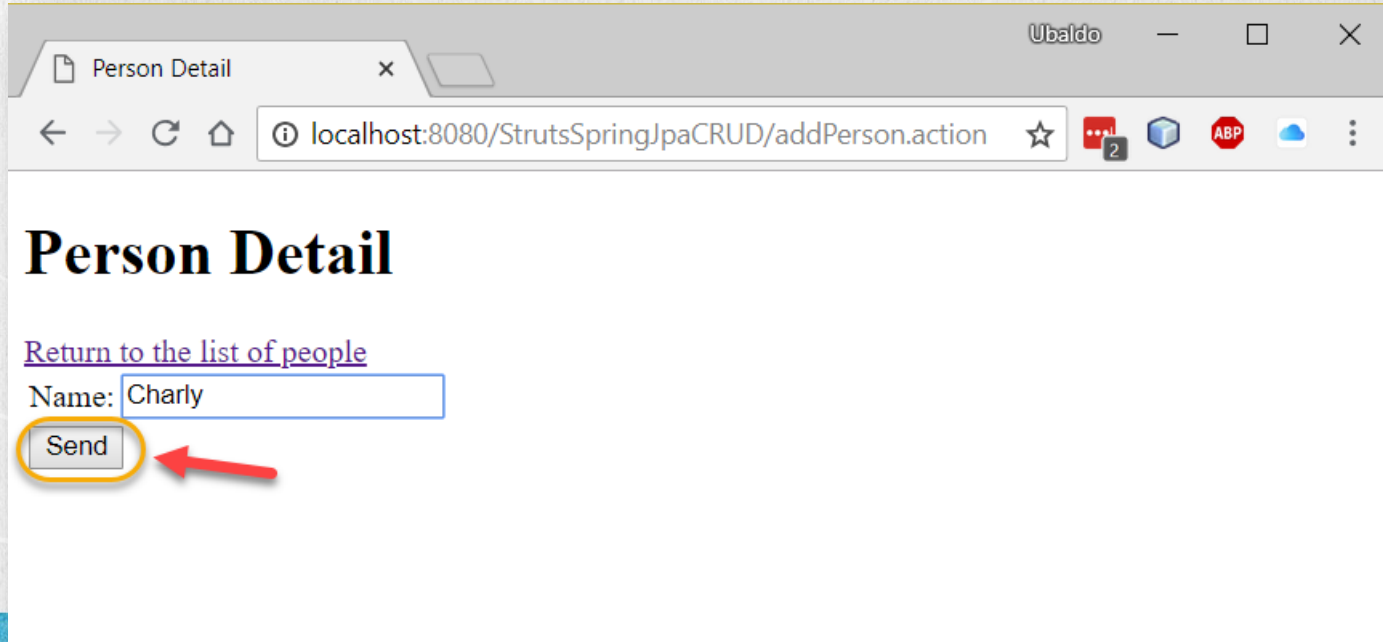 Ubaldo
Person Detail
localhost:8080/StrutsSpringJpaCRUD/addPerson.action
2
ABP
Person Detail
Return to the list of people
Name: Charly
Send